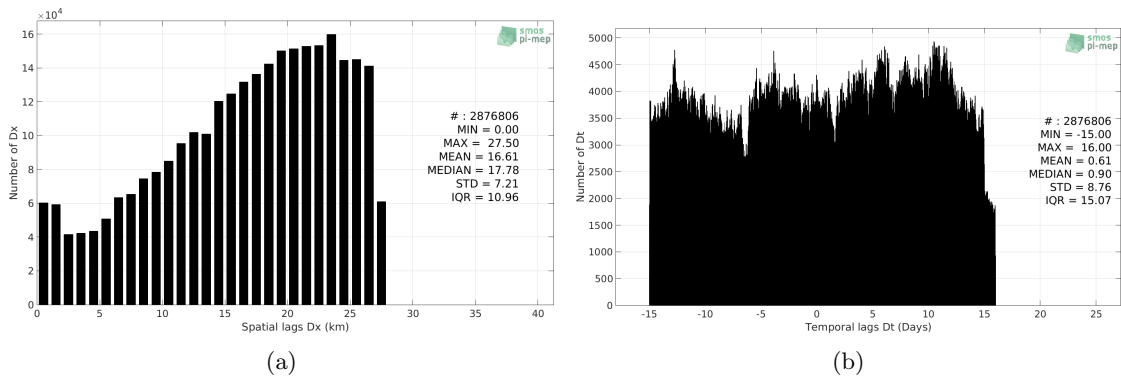 ×10⁴
16
14
12
10
8
6
4
2
0
Number of Dx
0 5 10 15 20 25 30 35 40
Spatial lags Dx (km)
smos
pi-mep
# : 2876806
MIN = 0.00
MAX = 27.50
MEAN = 16.61
MEDIAN = 17.78
STD = 7.21
IQR = 10.96
(a)
5000
4500
4000
3500
3000
2500
2000
1500
1000
500
0
Number of Dt
-15 -10 -5 0 5 10 15 20 25
Temporal lags Dt (Days)
smos
pi-mep
# : 2876806
MIN = -15.00
MAX = 16.00
MEAN = 0.61
MEDIAN = 0.90
STD = 8.76
IQR = 15.07
(b)